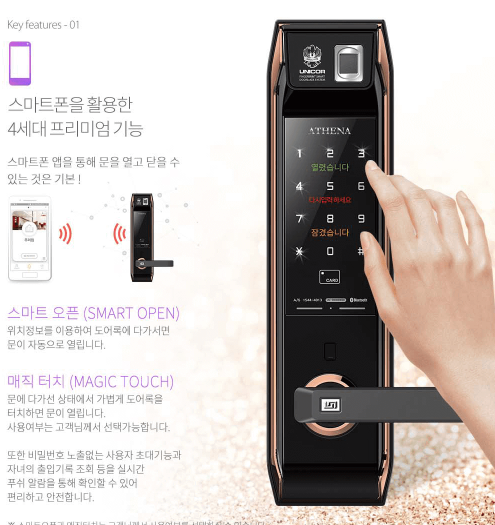 Key features - 01
스마트폰을 활용한
4세대 프리미엄 기능
스마트폰 앱을 통해 문을 열고 닫을 수
있는 것은 기본 !
스마트 오픈 (SMART OPEN)
위치정보를 이용하여 도어록에 다가서면
문이 자동으로 열립니다.
매직 터치 (MAGIC TOUCH)
문에 다가선 상태에서 가볍게 도어록을
터치하면 문이 열립니다.
사용여부는 고객님께서 선택가능합니다.
또한 비밀번호 노출없는 사용자 초대기능과
자녀의 출입기록 조회 등을 실시간
푸쉬 알람을 통해 확인할 수 있어
편리하고 안전합니다.
UNICOR
ATHENA
1 2 3
열렸습니다
4 5 6
다시입력하세요
7 8 9
잠겼습니다
* 0 #
CARD
A/S 1544-4913
Bluetooth